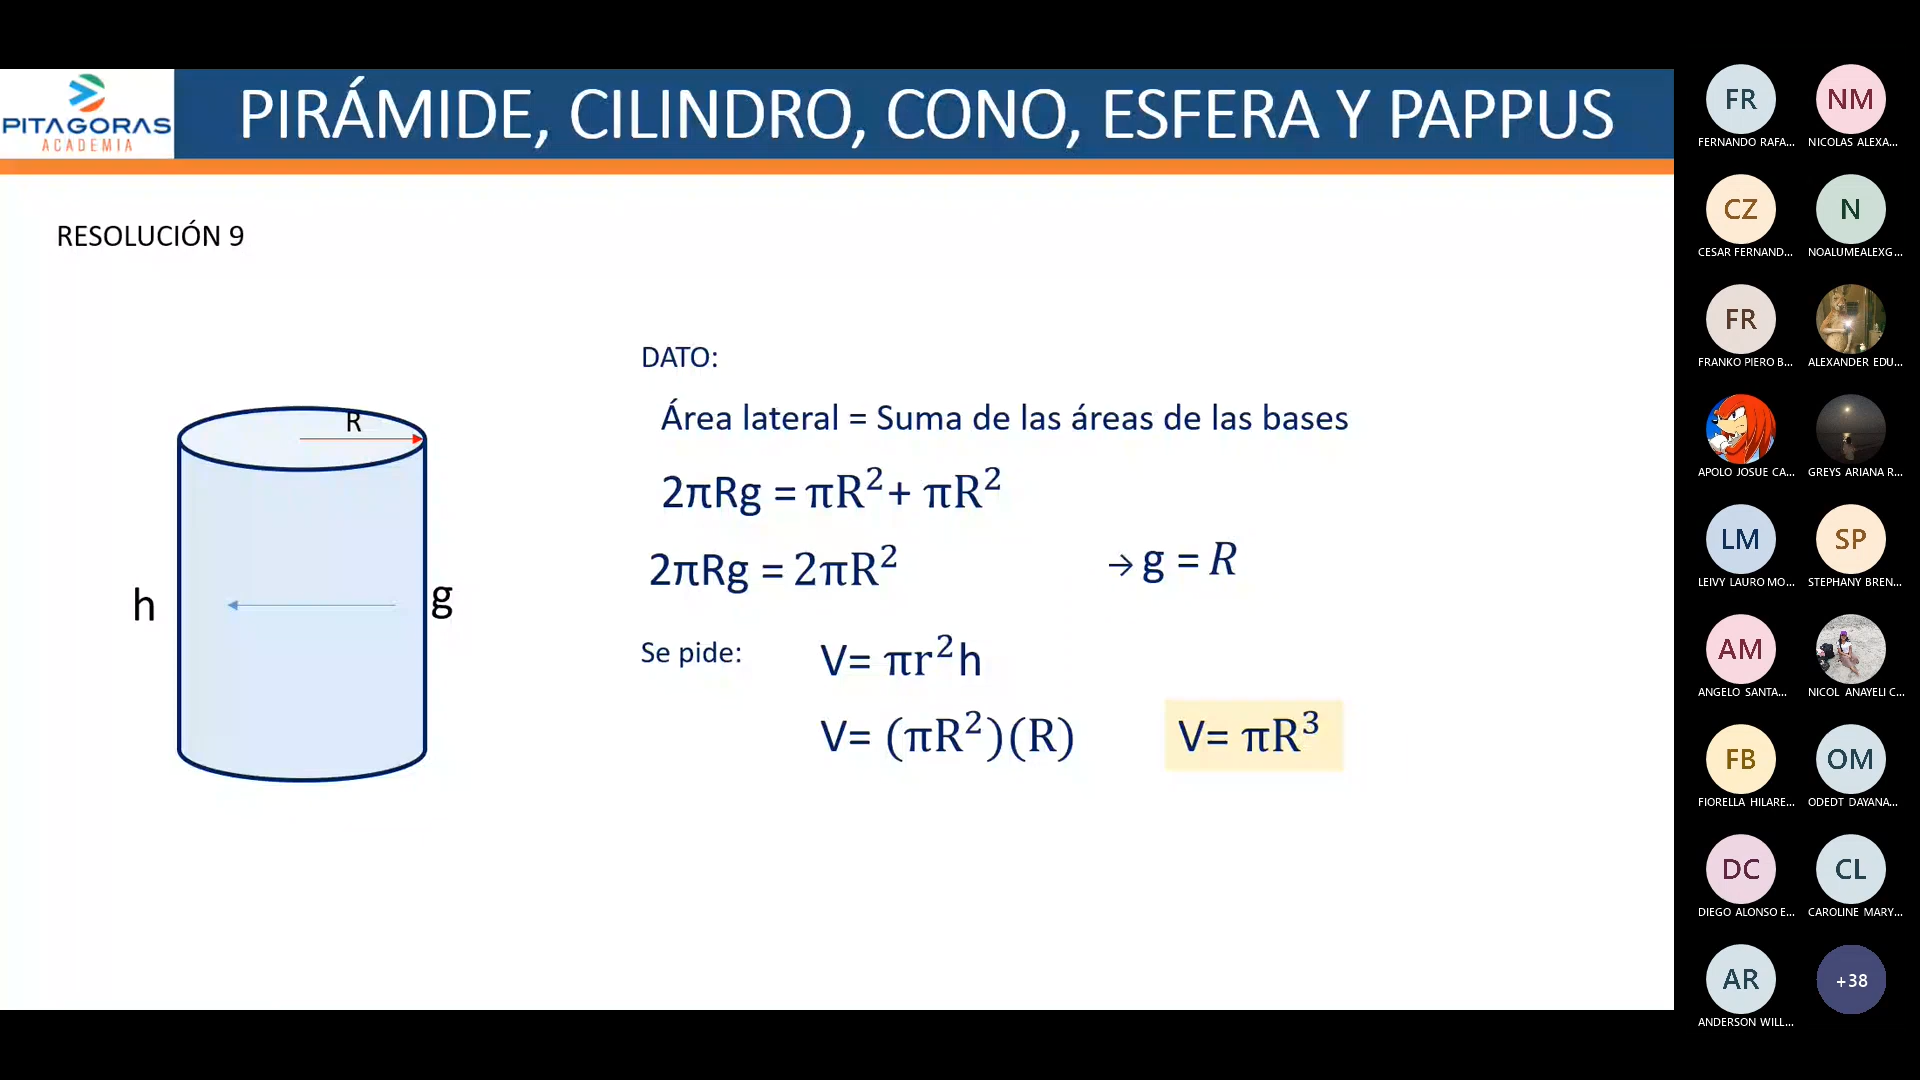 PITAGORAS
ACADEMIA
PIRÁMIDE, CILINDRO, CONO, ESFERA Y PAPPUS
RESOLUCIÓN 9
R
h
g
DATO:
Área lateral = Suma de las áreas de las bases
2πRg = πR²+ πR²
2πRg = 2πR²
→ g = R
Se pide:
V= πr²h
V= (πR²)(R)
V= πR³
FR
FERNANDO RAFA...
NM
NICOLAS ALEXA...
CZ
CESAR FERNAND...
N
NOALUMEALEXG...
FR
FRANKO PIERO B...
ALEXANDER EDU...
APOLO JOSUE CA...
GREYS ARIANA R...
LM
LEIVY LAURO MO...
SP
STEPHANY BREN...
AM
ANGELO SANTA...
NICOL ANAYELI C...
FB
FIORELLA HILARE...
OM
ODEDT DAYANA...
DC
DIEGO ALONSO E...
CL
CAROLINE MARY...
AR
ANDERSON WILL...
+38